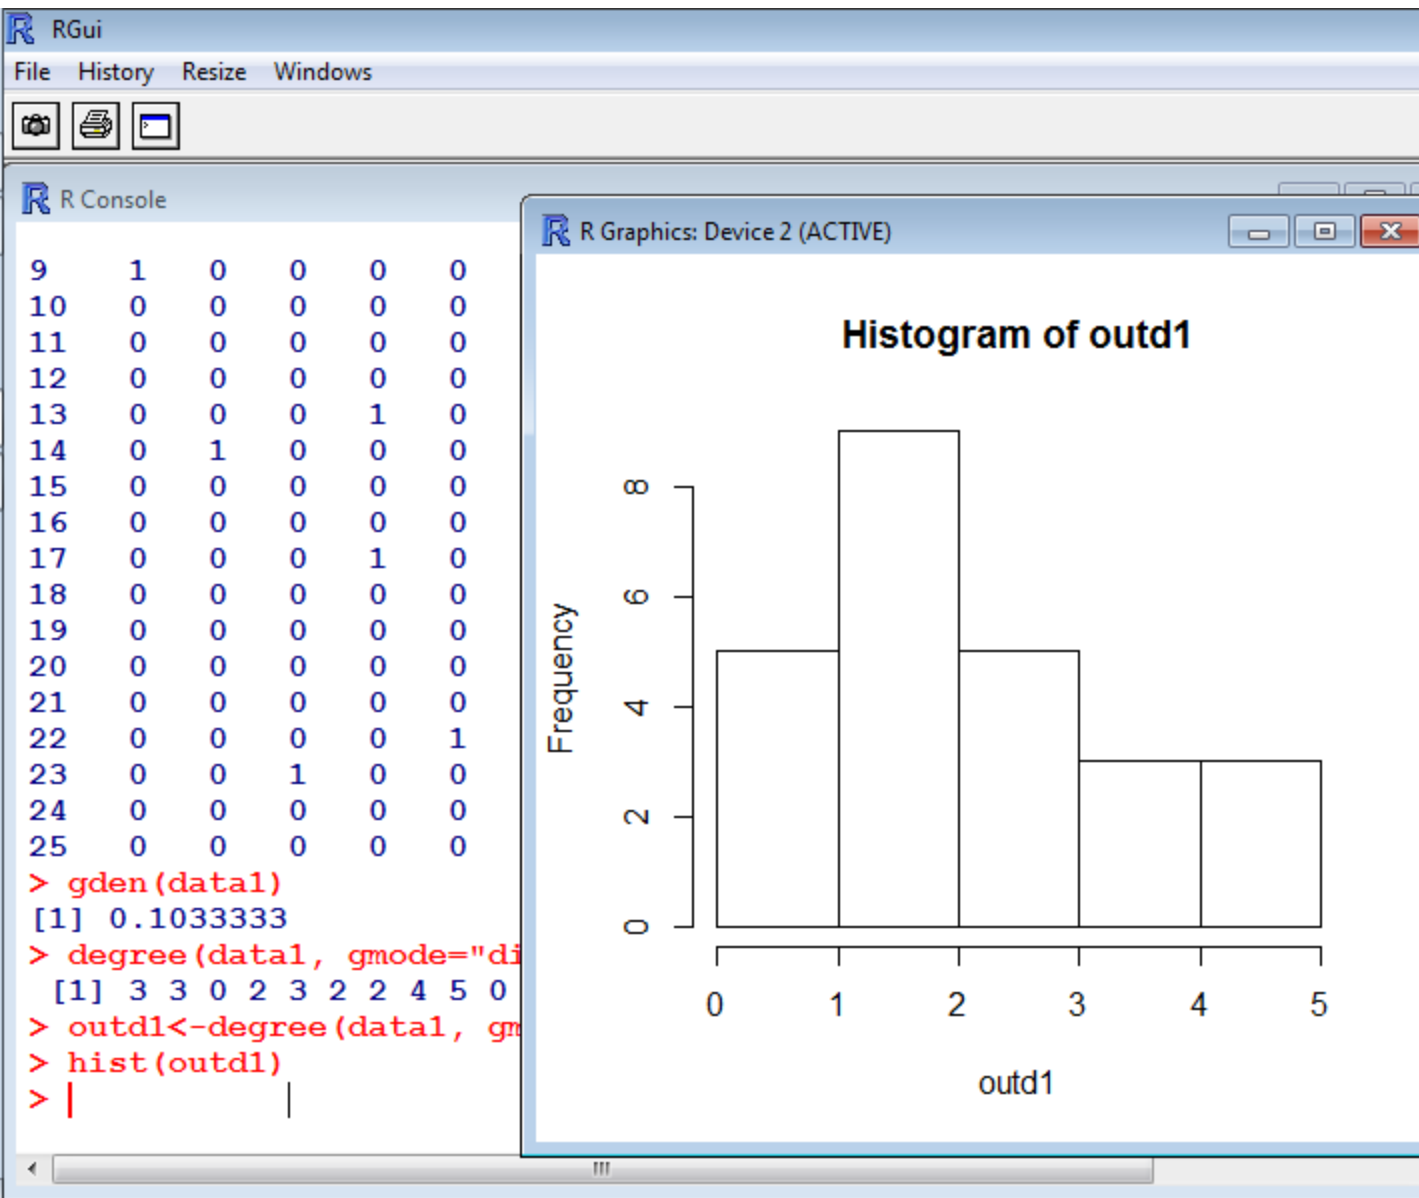 RGui
File History Resize Windows
R Console
9 1 0 0 0 0
10 0 0 0 0 0
11 0 0 0 0 0
12 0 0 0 0 0
13 0 0 0 1 0
14 0 1 0 0 0
15 0 0 0 0 0
16 0 0 0 0 0
17 0 0 0 1 0
18 0 0 0 0 0
19 0 0 0 0 0
20 0 0 0 0 0
21 0 0 0 0 0
22 0 0 0 0 1
23 0 0 1 0 0
24 0 0 0 0 0
25 0 0 0 0 0
> gden(data1)
[1] 0.1033333
> degree(data1, gmode="di
[1] 3 3 0 2 3 2 2 4 5 0
> outd1<-degree(data1, gm
> hist(outd1)
>
R Graphics: Device 2 (ACTIVE)
Histogram of outd1
Frequency
8
6
4
2
0
0 1 2 3 4 5
outd1